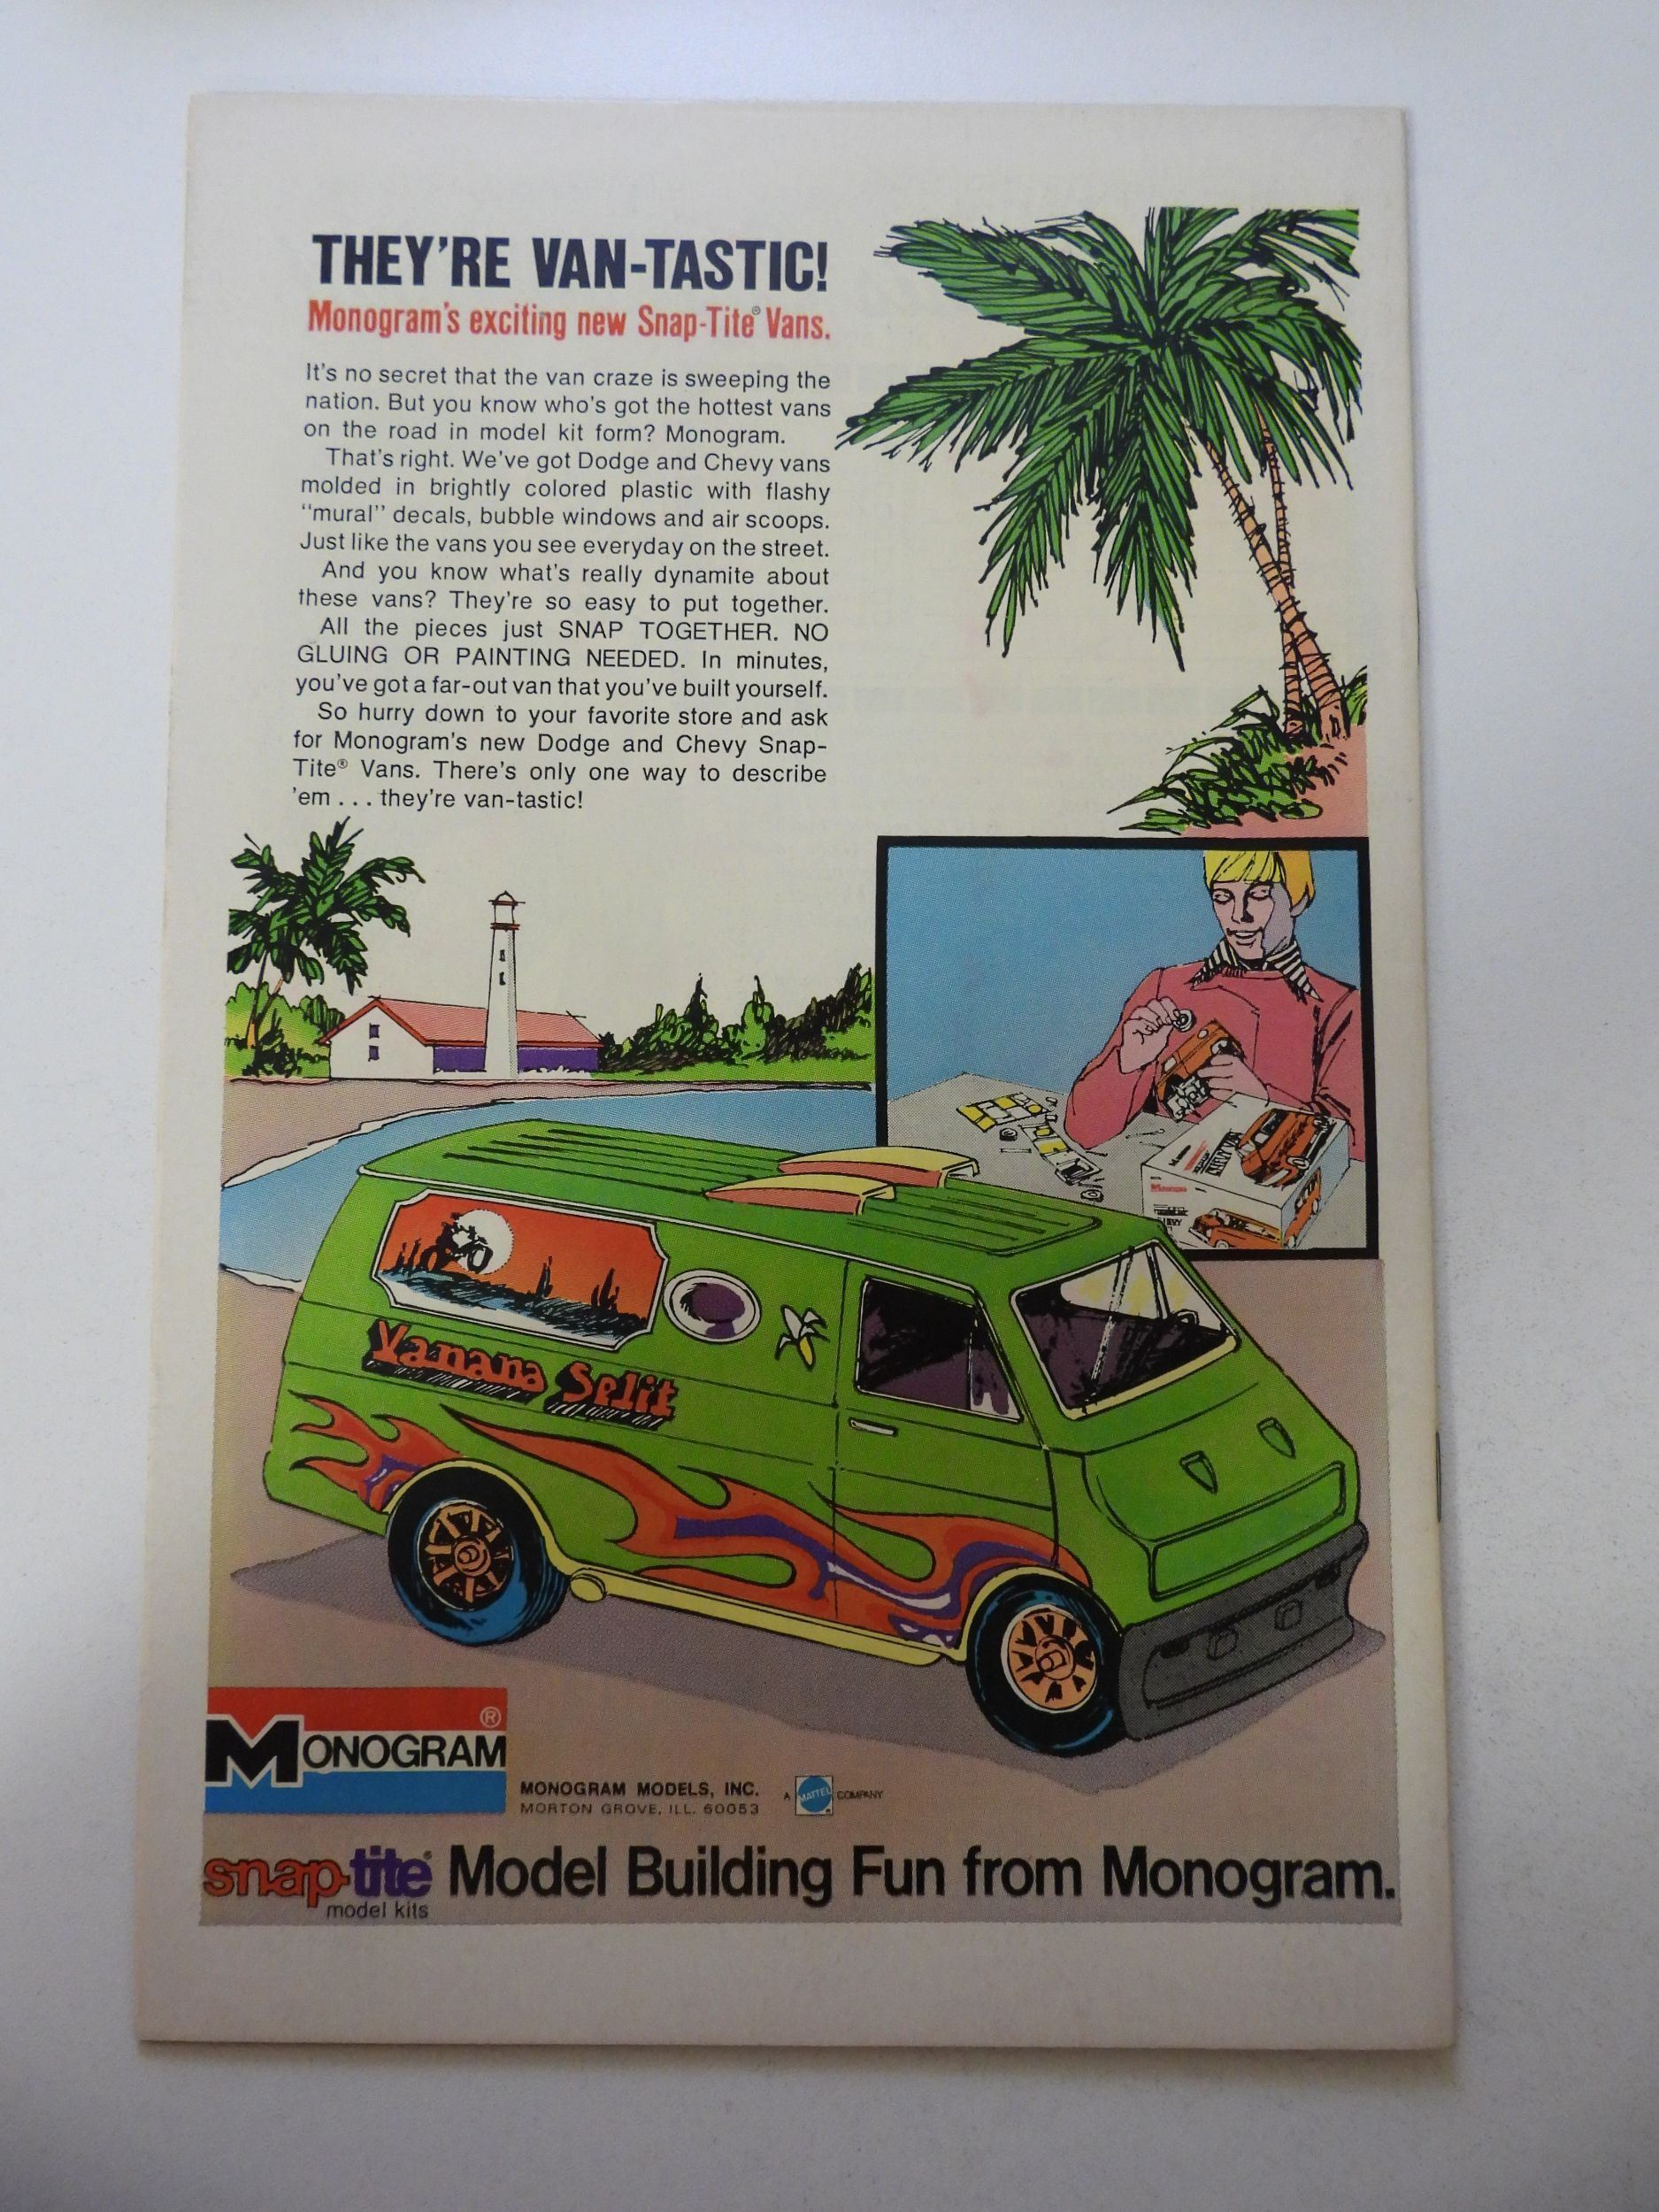 THEY'RE VAN-TASTIC!
Monogram's exciting new Snap-Tite® Vans.
It's no secret that the van craze is sweeping the
nation. But you know who's got the hottest vans
on the road in model kit form? Monogram.
That's right. We've got Dodge and Chevy vans
molded in brightly colored plastic with flashy
"mural" decals, bubble windows and air scoops.
Just like the vans you see everyday on the street.
And you know what's really dynamite about
these vans? They're so easy to put together.
All the pieces just SNAP TOGETHER. NO
GLUING OR PAINTING NEEDED. In minutes,
you've got a far-out van that you've built yourself.
So hurry down to your favorite store and ask
for Monogram's new Dodge and Chevy Snap-
Tite® Vans. There's only one way to describe
'em . . . they're van-tastic!
Vanana Split
MONOGRAM ®
MONOGRAM MODELS, INC.
MORTON GROVE, ILL. 60053
A MATTEL COMPANY
snap-tite® Model Building Fun from Monogram.
model kits